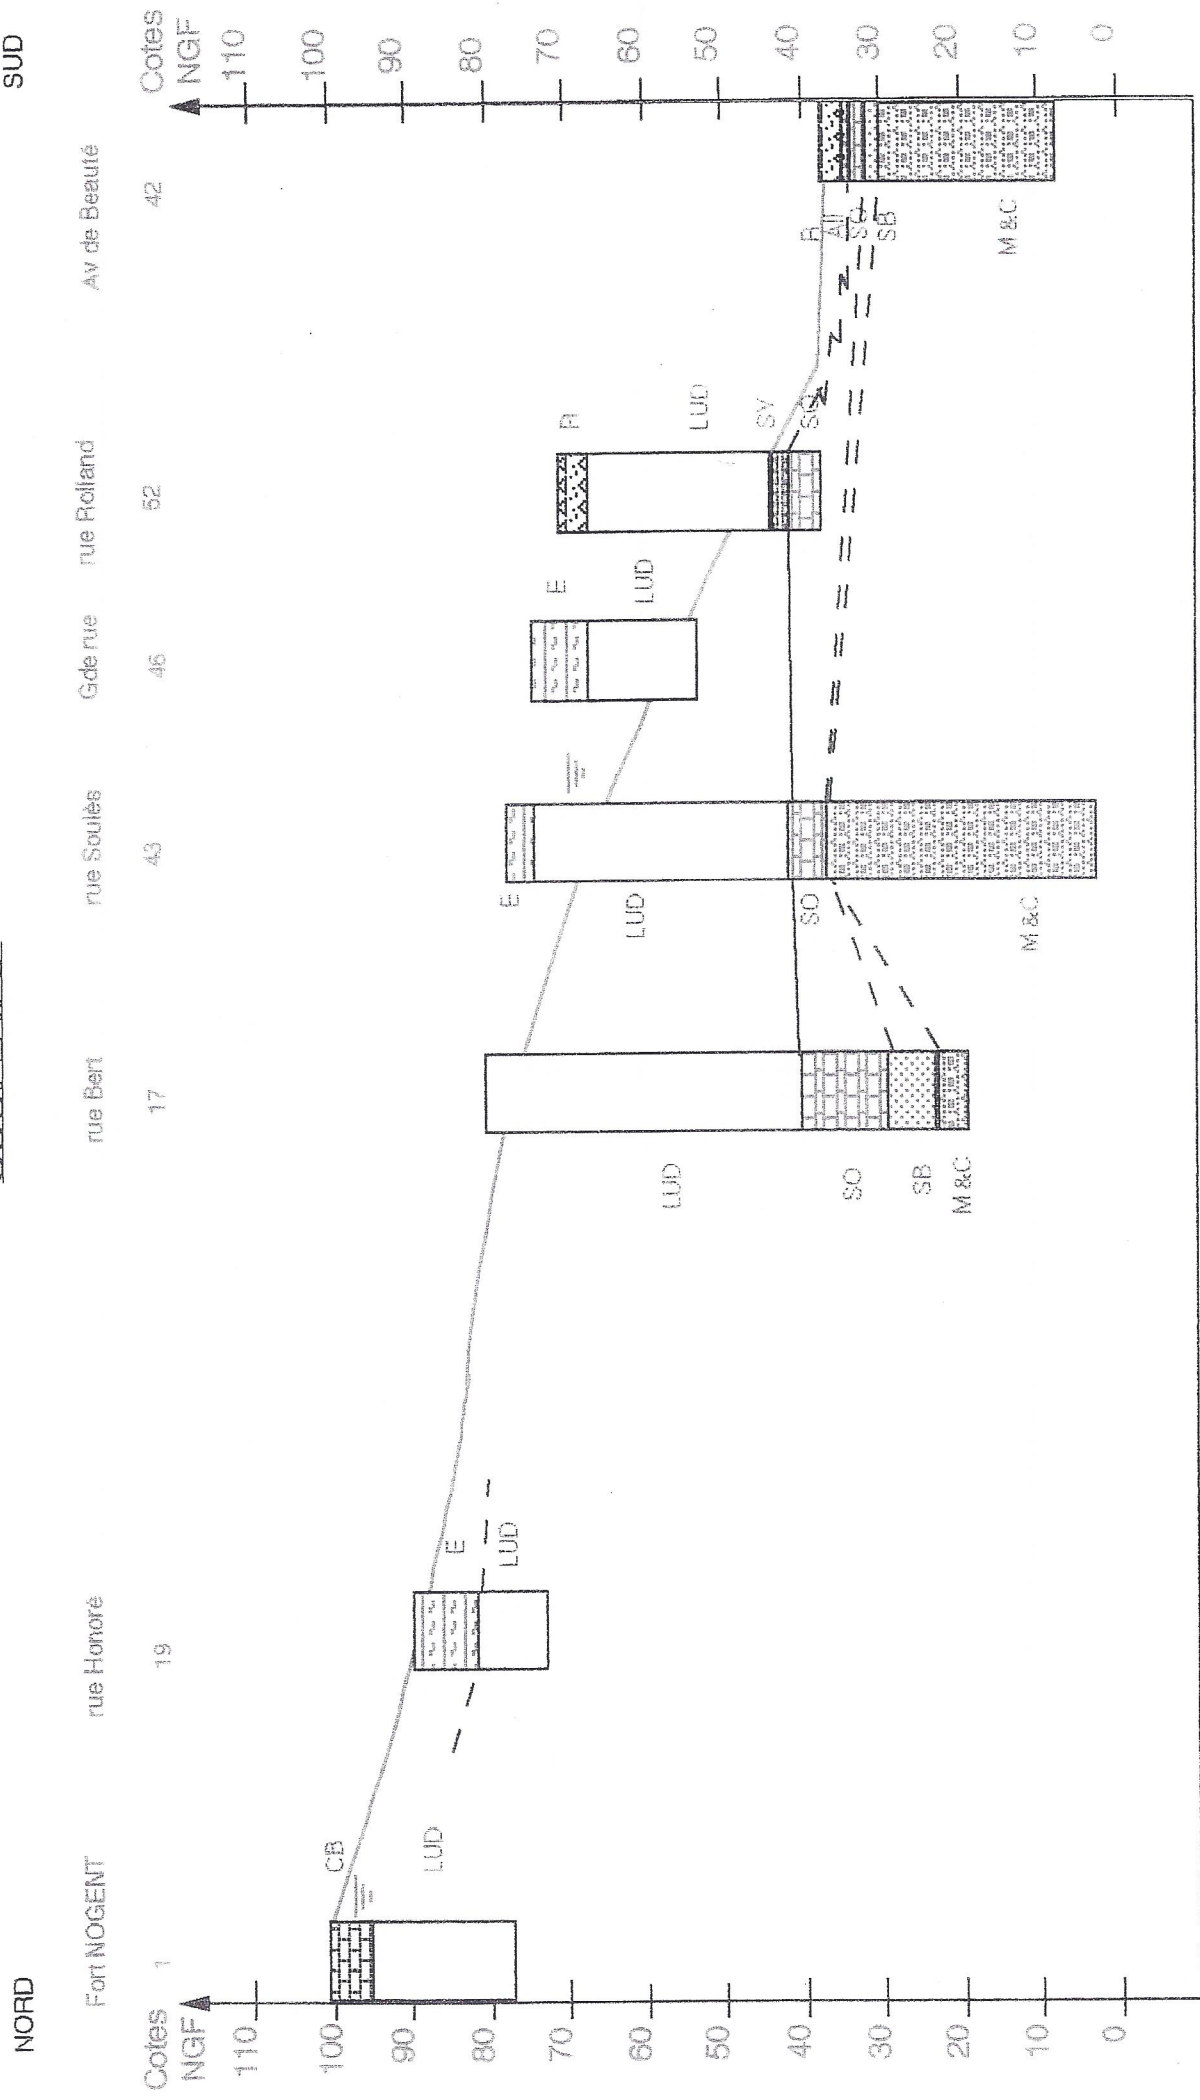 NORD
SUD
Fort NOGENT
rue Honoré
rue Bert
rue Soulès
Gde rue
rue Rolland
Av de Beauté
1
19
17
43
46
52
42
Cotes
NGF
110
100
90
80
70
60
50
40
30
20
10
0
Cotes
NGF
110
100
90
80
70
60
50
40
30
20
10
0
CB
LUD
E
LUD
LUD
SO
SB
M &C
E
LUD
SO
M &C
E
LUD
R
LUD
SV
SO
R
All
SO
SB
M &C